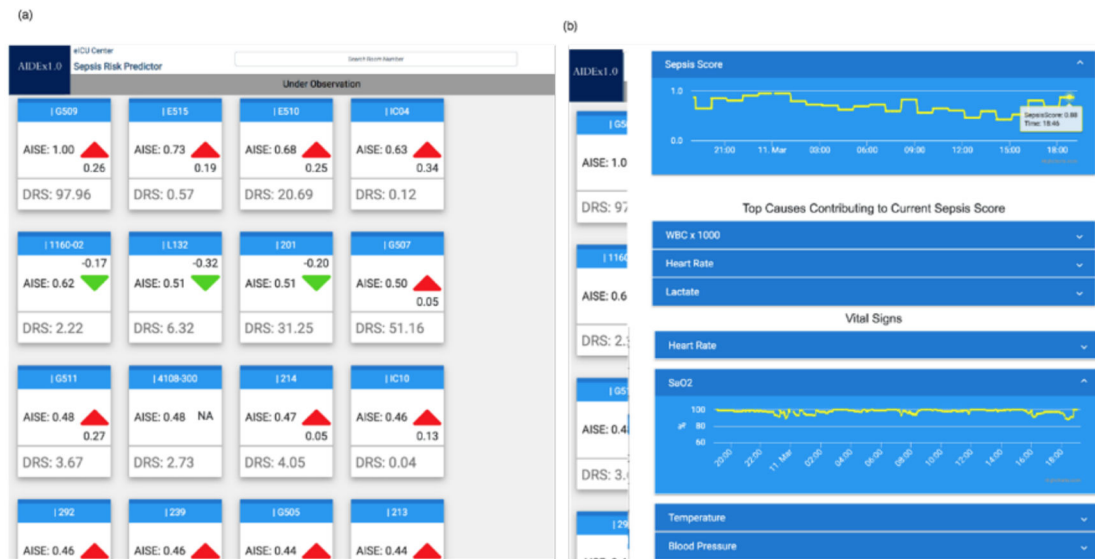 (a)
AIDEx1.0
eICU Center
Sepsis Risk Predictor
Search Room Number
Under Observation
| G509
AISE: 1.00
0.26
DRS: 97.96
| E515
AISE: 0.73
0.19
DRS: 0.57
| E510
AISE: 0.68
0.25
DRS: 20.69
| IC04
AISE: 0.63
0.34
DRS: 0.12
| 1160-02
-0.17
AISE: 0.62
DRS: 2.22
| L132
-0.32
AISE: 0.51
DRS: 6.32
| 201
-0.20
AISE: 0.51
DRS: 31.25
| G507
AISE: 0.50
0.05
DRS: 51.16
| G511
AISE: 0.48
0.27
DRS: 3.67
| 4108-300
AISE: 0.48 NA
DRS: 2.73
| 214
AISE: 0.47
0.05
DRS: 4.05
| IC10
AISE: 0.46
0.13
DRS: 0.04
| 292
AISE: 0.46
| 239
AISE: 0.46
| G505
AISE: 0.44
| 213
AISE: 0.44
(b)
AIDEx1.0
| G50
AISE: 1.0
DRS: 97
| 1160
AISE: 0.6
DRS: 2.
| G51
AISE: 0.4
DRS: 3.
| 29
Sepsis Score
1.0
0.0
SepsisScore: 0.88
Time: 18:46
21:00 11. Mar 03:00 06:00 09:00 12:00 15:00 18:00
Top Causes Contributing to Current Sepsis Score
WBC x 1000
Heart Rate
Lactate
Vital Signs
Heart Rate
SaO2
%
100
80
60
20:00 22:00 11. Mar 02:00 04:00 06:00 08:00 10:00 12:00 14:00 16:00 18:00
Temperature
Blood Pressure